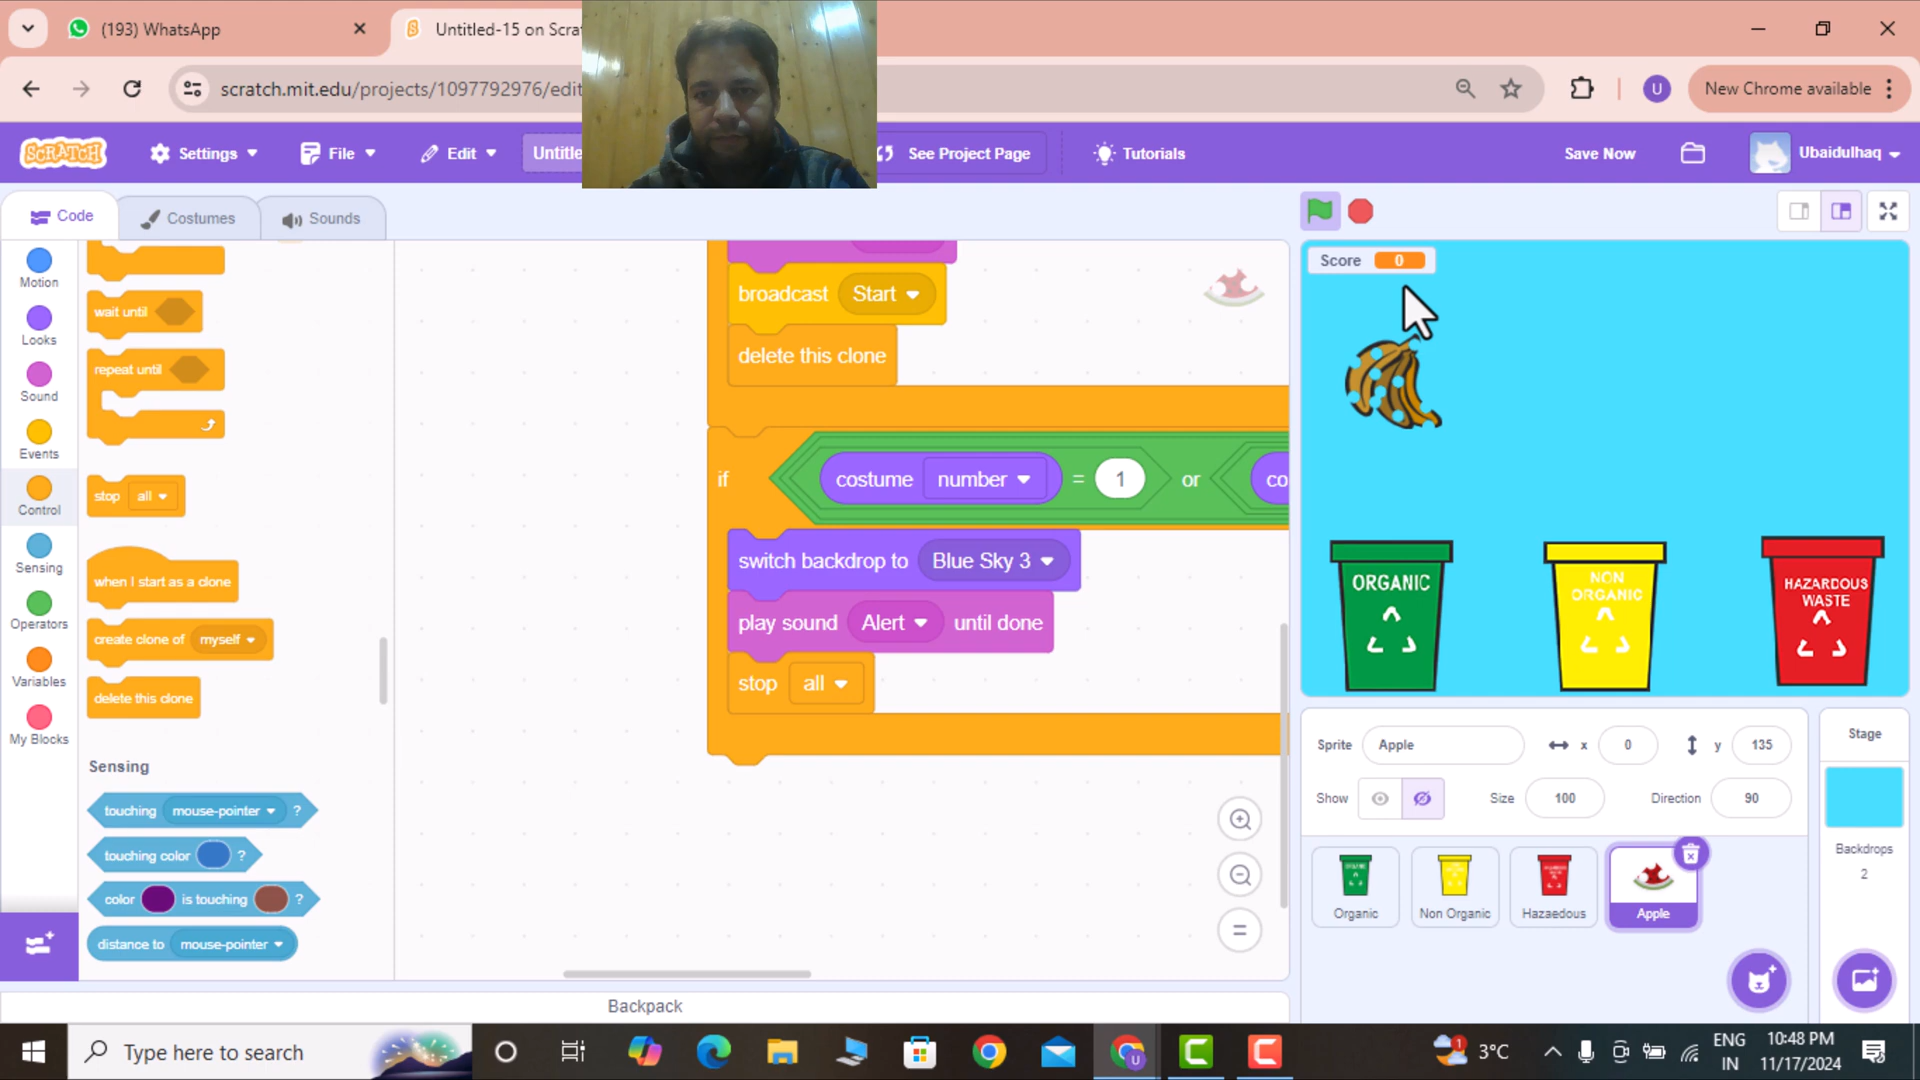 (193) WhatsApp
Untitled-15 on Scra
scratch.mit.edu/projects/1097792976/edit
U
New Chrome available
SCRATCH
Settings
File
Edit
Untitle
See Project Page
Tutorials
Save Now
Ubaidulhaq
Code
Costumes
Sounds
Motion
Looks
Sound
Events
Control
Sensing
Operators
Variables
My Blocks
wait until
repeat until
stop all
when I start as a clone
create clone of myself
delete this clone
Sensing
touching mouse-pointer ?
touching color ?
color is touching ?
distance to mouse-pointer
broadcast Start
delete this clone
if costume number = 1 or co
switch backdrop to Blue Sky 3
play sound Alert until done
stop all
Score 0
ORGANIC
NON
ORGANIC
HAZARDOUS
WASTE
Sprite Apple x 0 y 135
Show Size 100 Direction 90
Organic
Non Organic
Hazaedous
Apple
Stage
Backdrops
2
Backpack
Type here to search
U
1
3°C
ENG
IN
10:48 PM
11/17/2024